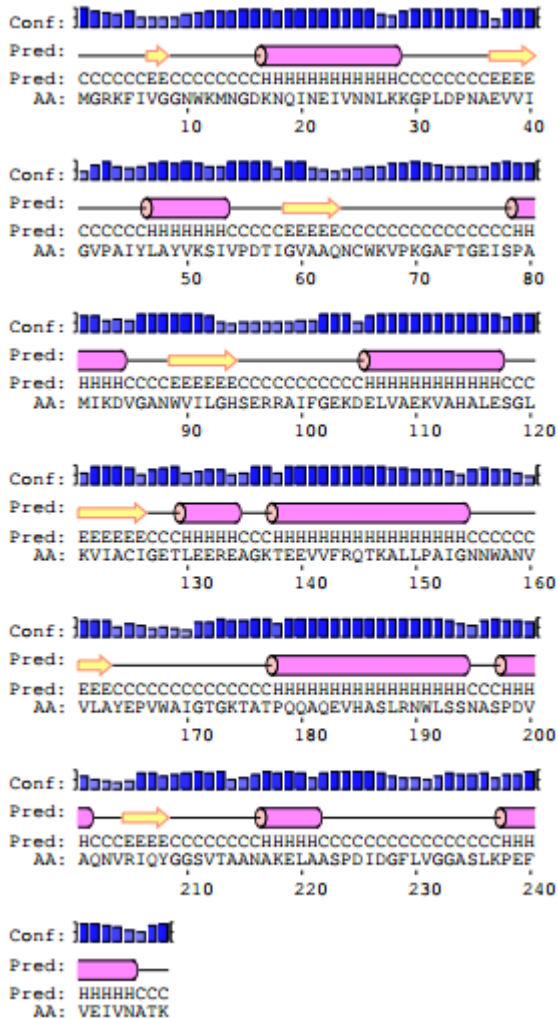 Conf:
Pred:
Pred: CCCCCCEECCCCCCCCHHHHHHHHHHHHCCCCCCCCEEEE
AA: MGRKFIVGGNWKMNGDKNQINEIVNNLKKGPLDPNAEVVI
10 20 30 40
Conf:
Pred:
Pred: CCCCCCHHHHHHHCCCCCEEEEECCCCCCCCCCCCCCCHH
AA: GVPAIYLAYVKSIVPDTIGVAAQNCWKVPKGAFTGEISPA
50 60 70 80
Conf:
Pred:
Pred: HHHHCCCCEEEEEECCCCCCCCCCCHHHHHHHHHHHHCCC
AA: MIKDVGANWVILGHSERRAIFGEKDELVAEKVAHALESGL
90 100 110 120
Conf:
Pred:
Pred: EEEEEECCCHHHHHCCCHHHHHHHHHHHHHHHHHCCCCCC
AA: KVIACIGETLEEREAGKTEEVVFRQTKALLPAIGNNWANV
130 140 150 160
Conf:
Pred:
Pred: EEECCCCCCCCCCCCCCHHHHHHHHHHHHHHHHHCCCHHH
AA: VLAYEPVWAIGTGKTATPQQAQEVHASLRNWLSSNASPDV
170 180 190 200
Conf:
Pred:
Pred: HCCCEEEECCCCCCCCHHHHHCCCCCCCCCCCCCCCCHHH
AA: AQNVRIQYGGSVTAANAKELAASPDIDGFLVGGASLKPEF
210 220 230 240
Conf:
Pred:
Pred: HHHHHCCC
AA: VEIVNATK